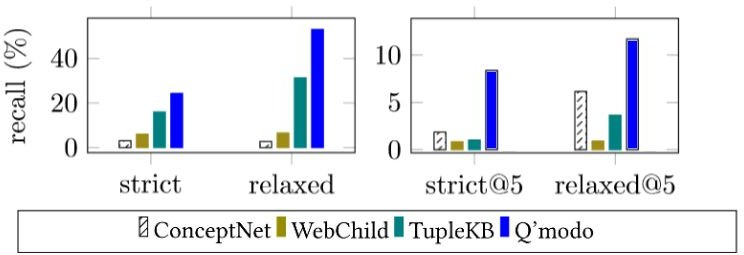 recall (%)
40
20
0
strict relaxed
10
5
0
strict@5 relaxed@5
ConceptNet WebChild TupleKB Q'modo